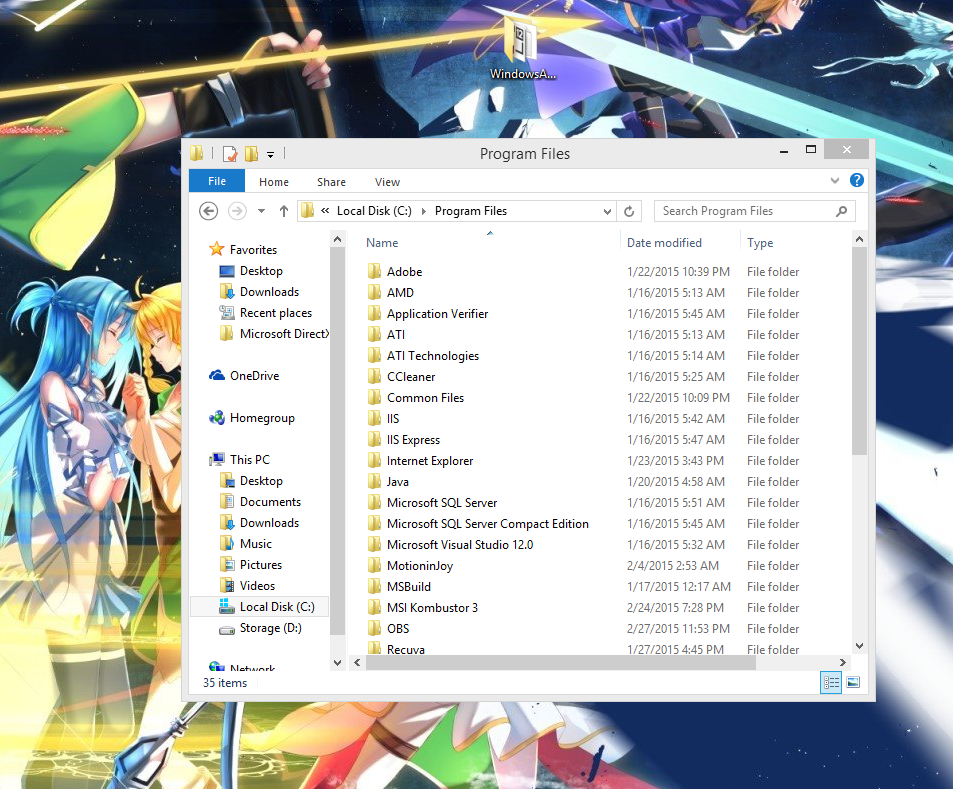 WindowsA...
Program Files
File Home Share View
« Local Disk (C:) Program Files Search Program Files
Name Date modified Type
Favorites
Desktop
Downloads
Recent places
Microsoft DirectX
OneDrive
Homegroup
This PC
Desktop
Documents
Downloads
Music
Pictures
Videos
Local Disk (C:)
Storage (D:)
Network
Adobe 1/22/2015 10:39 PM File folder
AMD 1/16/2015 5:13 AM File folder
Application Verifier 1/16/2015 5:45 AM File folder
ATI 1/16/2015 5:13 AM File folder
ATI Technologies 1/16/2015 5:14 AM File folder
CCleaner 1/16/2015 5:25 AM File folder
Common Files 1/22/2015 10:09 PM File folder
IIS 1/16/2015 5:42 AM File folder
IIS Express 1/16/2015 5:47 AM File folder
Internet Explorer 1/23/2015 3:43 PM File folder
Java 1/20/2015 4:58 AM File folder
Microsoft SQL Server 1/16/2015 5:51 AM File folder
Microsoft SQL Server Compact Edition 1/16/2015 5:45 AM File folder
Microsoft Visual Studio 12.0 1/16/2015 5:32 AM File folder
MotioninJoy 2/4/2015 2:53 AM File folder
MSBuild 1/17/2015 12:17 AM File folder
MSI Kombustor 3 2/24/2015 7:28 PM File folder
OBS 2/27/2015 11:53 PM File folder
Recuva 1/27/2015 4:45 PM File folder
35 items